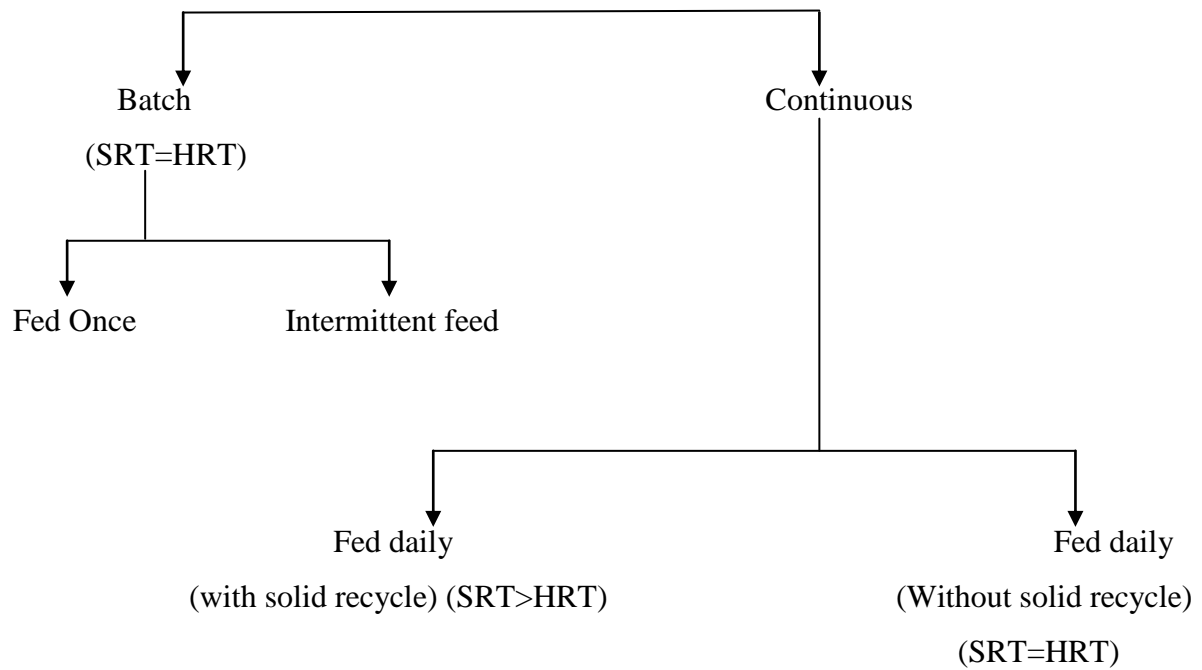 Batch
Continuous
(SRT=HRT)
Fed Once
Intermittent feed
Fed daily
Fed daily
(with solid recycle) (SRT>HRT)
(Without solid recycle)
(SRT=HRT)